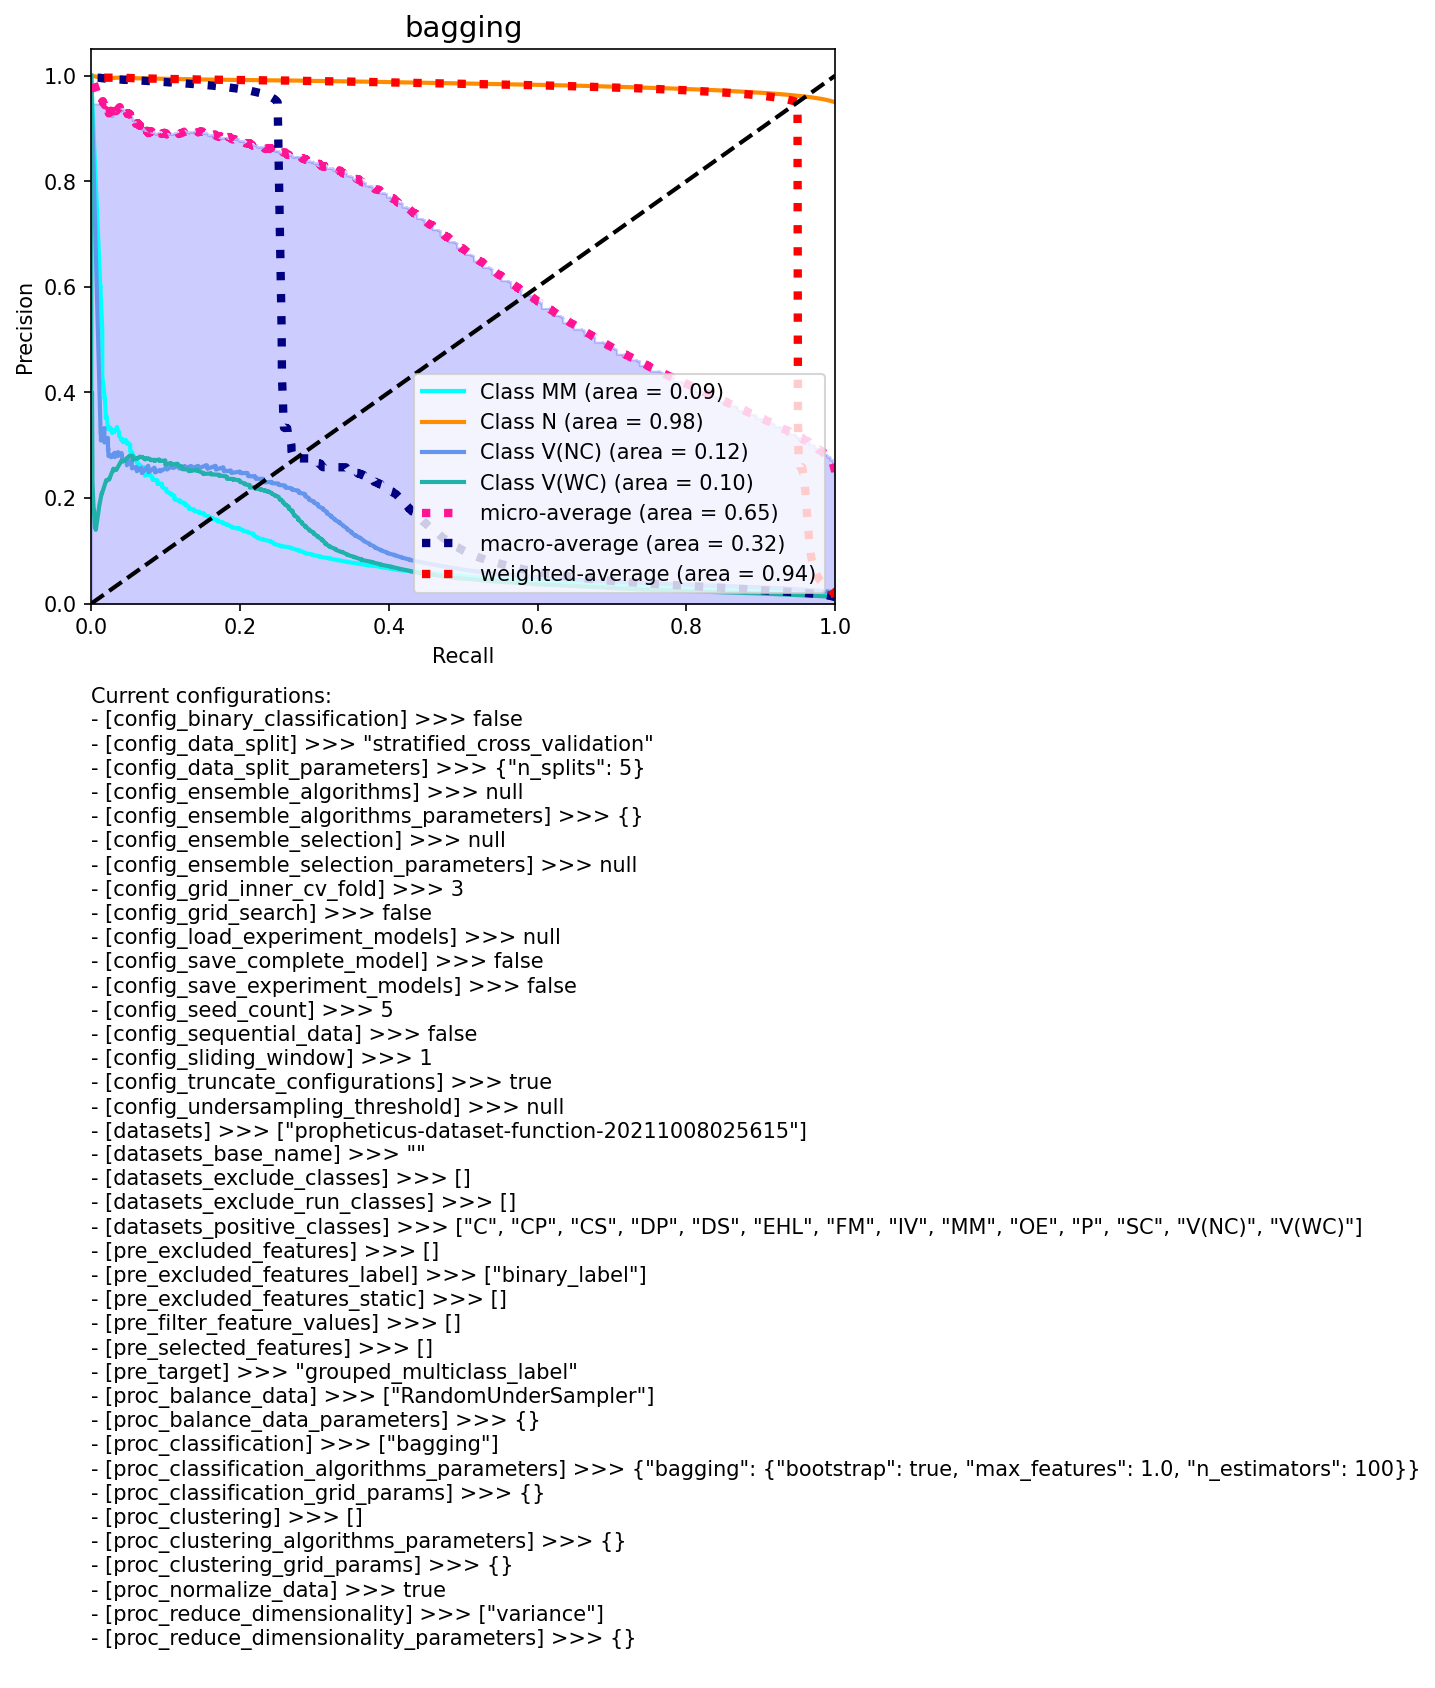 bagging
1.0
0.8
0.6
0.4
0.2
0.0
Precision
Class MM (area = 0.09)
Class N (area = 0.98)
Class V(NC) (area = 0.12)
Class V(WC) (area = 0.10)
micro-average (area = 0.65)
macro-average (area = 0.32)
weighted-average (area = 0.94)
0.0 0.2 0.4 0.6 0.8 1.0
Recall
Current configurations:
- [config_binary_classification] >>> false
- [config_data_split] >>> "stratified_cross_validation"
- [config_data_split_parameters] >>> {"n_splits": 5}
- [config_ensemble_algorithms] >>> null
- [config_ensemble_algorithms_parameters] >>> {}
- [config_ensemble_selection] >>> null
- [config_ensemble_selection_parameters] >>> null
- [config_grid_inner_cv_fold] >>> 3
- [config_grid_search] >>> false
- [config_load_experiment_models] >>> null
- [config_save_complete_model] >>> false
- [config_save_experiment_models] >>> false
- [config_seed_count] >>> 5
- [config_sequential_data] >>> false
- [config_sliding_window] >>> 1
- [config_truncate_configurations] >>> true
- [config_undersampling_threshold] >>> null
- [datasets] >>> ["propheticus-dataset-function-20211008025615"]
- [datasets_base_name] >>> ""
- [datasets_exclude_classes] >>> []
- [datasets_exclude_run_classes] >>> []
- [datasets_positive_classes] >>> ["C", "CP", "CS", "DP", "DS", "EHL", "FM", "IV", "MM", "OE", "P", "SC", "V(NC)", "V(WC)"]
- [pre_excluded_features] >>> []
- [pre_excluded_features_label] >>> ["binary_label"]
- [pre_excluded_features_static] >>> []
- [pre_filter_feature_values] >>> []
- [pre_selected_features] >>> []
- [pre_target] >>> "grouped_multiclass_label"
- [proc_balance_data] >>> ["RandomUnderSampler"]
- [proc_balance_data_parameters] >>> {}
- [proc_classification] >>> ["bagging"]
- [proc_classification_algorithms_parameters] >>> {"bagging": {"bootstrap": true, "max_features": 1.0, "n_estimators": 100}}
- [proc_classification_grid_params] >>> {}
- [proc_clustering] >>> []
- [proc_clustering_algorithms_parameters] >>> {}
- [proc_clustering_grid_params] >>> {}
- [proc_normalize_data] >>> true
- [proc_reduce_dimensionality] >>> ["variance"]
- [proc_reduce_dimensionality_parameters] >>> {}